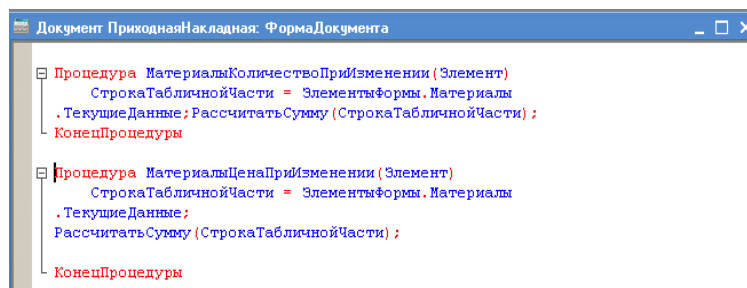 Документ ПриходнаяНакладная: ФормаДокумента
Процедура МатериалыКоличествоПриИзменении(Элемент)
СтрокаТабличнойЧасти = ЭлементыФормы.Материалы
.ТекущиеДанные;РассчитатьСумму(СтрокаТабличнойЧасти);
КонецПроцедуры
Процедура МатериалыЦенаПриИзменении(Элемент)
СтрокаТабличнойЧасти = ЭлементыФормы.Материалы
.ТекущиеДанные;
РассчитатьСумму(СтрокаТабличнойЧасти);
КонецПроцедуры